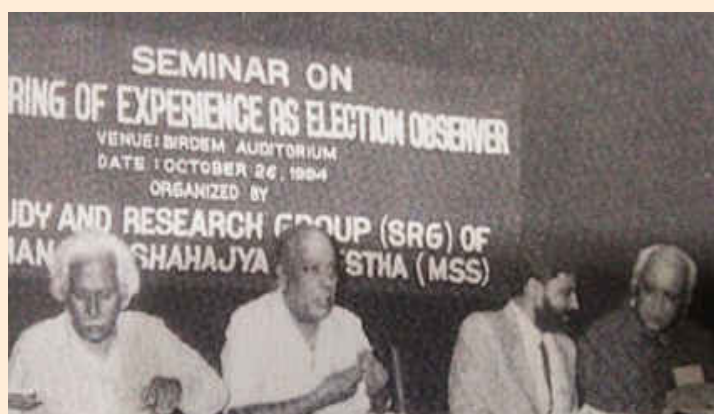 SEMINAR ON
RING OF EXPERIENCE AS ELECTION OBSERVER
VENUE: BIRDEM AUDITORIUM
DATE : OCTOBER 26, 1994
ORGANIZED BY
UDY AND RESEARCH GROUP (SRG) OF
MAN SHAHAJYA STHA (MSS)